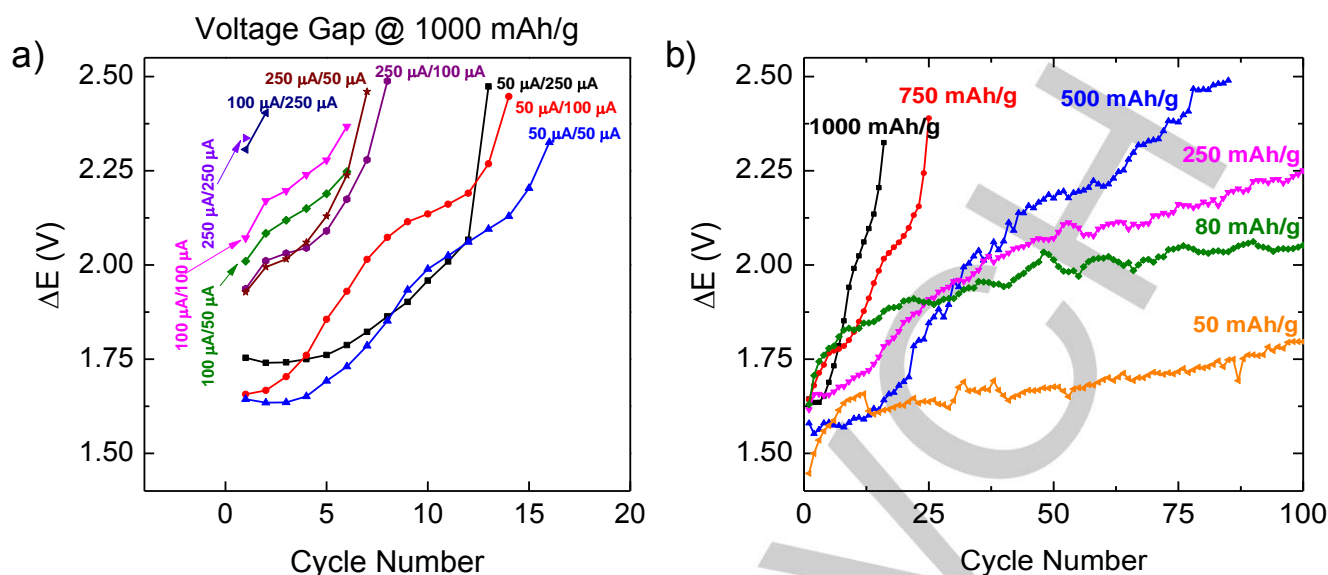 Voltage Gap @ 1000 mAh/g
a)
2.50
2.25
2.00
1.75
1.50
ΔE (V)
0
5
10
15
20
Cycle Number
100 μA/250 μA
250 μA/50 μA
250 μA/100 μA
50 μA/250 μA
50 μA/100 μA
50 μA/50 μA
250 μA/250 μA
100 μA/100 μA
100 μA/50 μA
b)
2.50
2.25
2.00
1.75
1.50
ΔE (V)
0
25
50
75
100
Cycle Number
1000 mAh/g
750 mAh/g
500 mAh/g
250 mAh/g
80 mAh/g
50 mAh/g
VCH